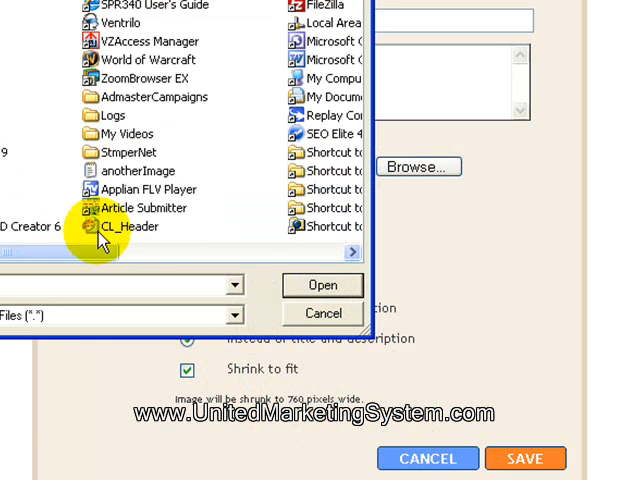 SPR340 User's Guide
FileZilla
Ventrilo
Local Area
VZAccess Manager
Microsoft
World of Warcraft
Microsoft
ZoomBrowser EX
My Compu
AdmasterCampaigns
My Docum
Logs
Replay Co
My Videos
SEO Elite 4
9
StmperNet
Shortcut to
Browse...
anotherImage
Shortcut to
Applian FLV Player
Shortcut to
Article Submitter
Shortcut to
D Creator 6
CL_Header
Shortcut to
Open
Files (*.*)
Cancel
Instead of title and description
Shrink to fit
Image will be shrunk to 760 pixels wide.
www.UnitedMarketingSystem.com
CANCEL
SAVE